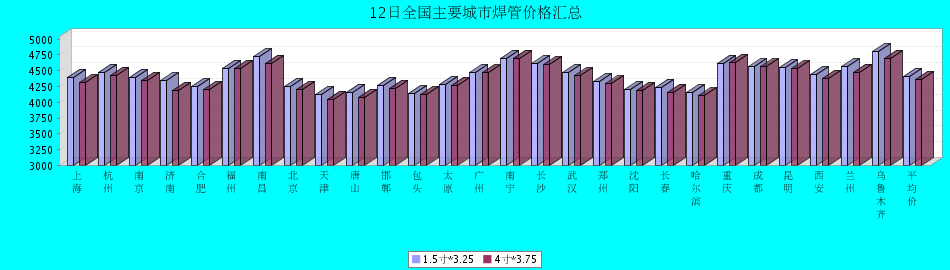 12日全国主要城市焊管价格汇总
5000
4750
4500
4250
4000
3750
3500
3250
3000
上海
杭州
南京
济南
合肥
福州
南昌
北京
天津
唐山
邯郸
包头
太原
广州
南宁
长沙
武汉
郑州
沈阳
长春
哈尔滨
重庆
成都
昆明
西安
兰州
乌鲁木齐
平均价
1.5寸*3.25
4寸*3.75